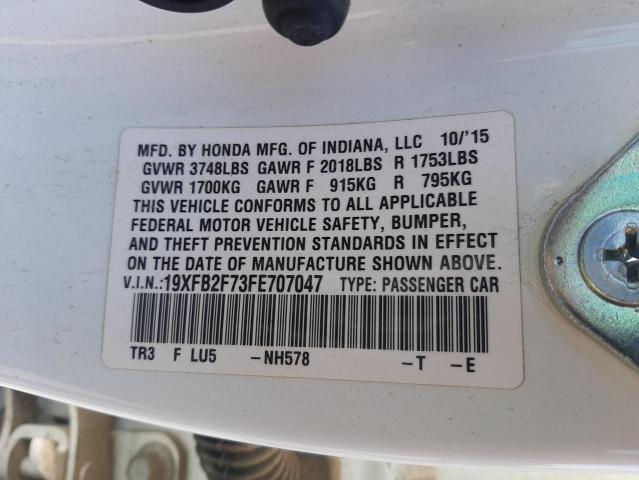 MFD. BY HONDA MFG. OF INDIANA, LLC 10/'15
GVWR 3748LBS GAWR F 2018LBS R 1753LBS
GVWR 1700KG GAWR F 915KG R 795KG
THIS VEHICLE CONFORMS TO ALL APPLICABLE
FEDERAL MOTOR VEHICLE SAFETY, BUMPER,
AND THEFT PREVENTION STANDARDS IN EFFECT
ON THE DATE OF MANUFACTURE SHOWN ABOVE.
V.I.N.:19XFB2F73FE707047 TYPE: PASSENGER CAR
TR3 F LU5 –NH578 –T –E